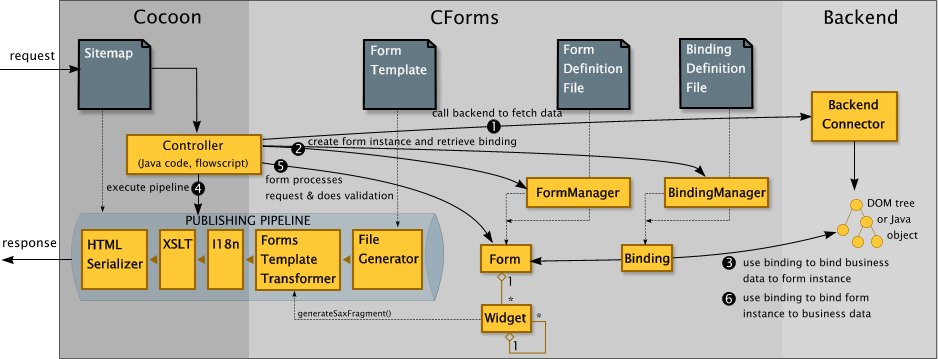 Cocoon
CForms
Backend
request
Sitemap
Form
Template
Form
Definition
File
Binding
Definition
File
Backend
Connector
call backend to fetch data
1
Controller
(Java code, flowscript)
2 create form instance and retrieve binding
5
form processes
request & does validation
execute pipeline 4
FormManager
BindingManager
DOM tree
or Java
object
PUBLISHING PIPELINE
response
HTML
Serializer
XSLT
I18n
Forms
Template
Transformer
File
Generator
Form
Binding
3 use binding to bind business
data to form instance
1
*
6 use binding to bind form
instance to business data
generateSaxFragment()
Widget
*
1